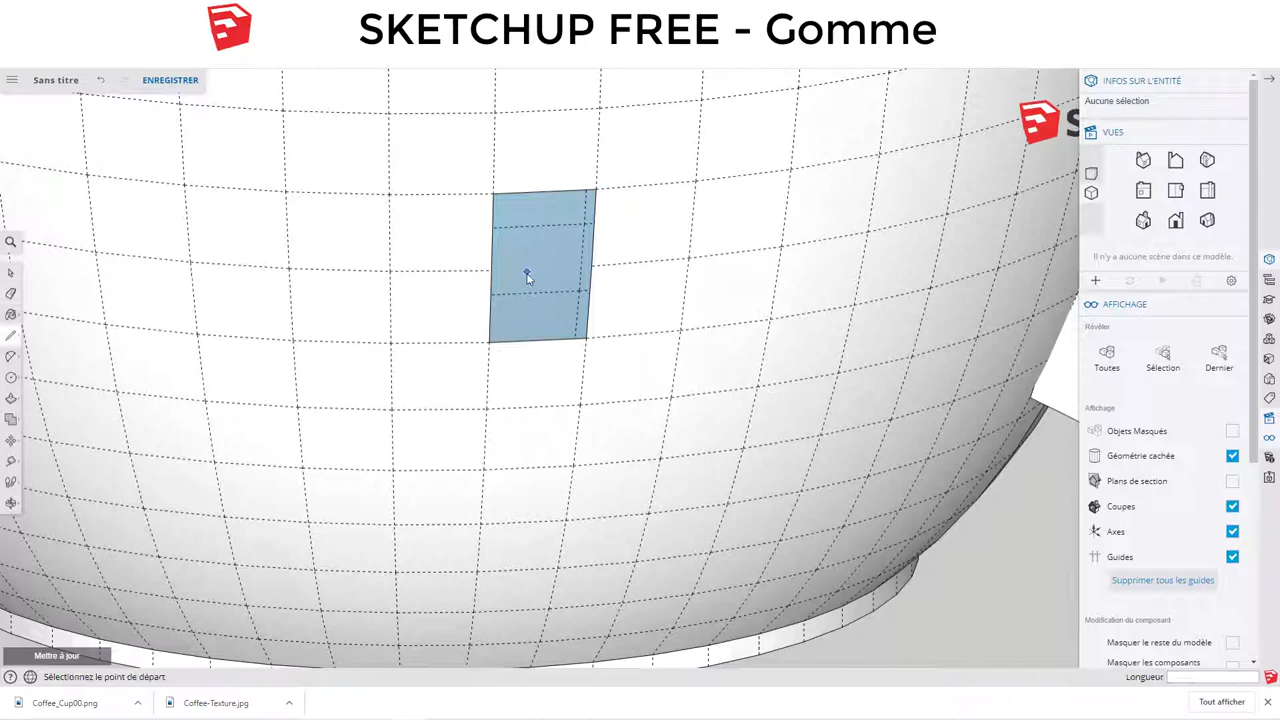 SKETCHUP FREE - Gomme
Sans titre
ENREGISTRER
INFOS SUR L'ENTITÉ
Aucune sélection
S
VUES
Il n'y a aucune scène dans ce modèle.
AFFICHAGE
Révéler
Toutes
Sélection
Dernier
Affichage
Objets Masqués
Géométrie cachée
Plans de section
Coupes
Axes
Guides
Supprimer tous les guides
Modification du composant
Masquer le reste du modèle
Masquer les composants
Mettre à jour
Sélectionnez le point de départ
Longueur
Coffee_Cup00.png
Coffee-Texture.jpg
Tout afficher